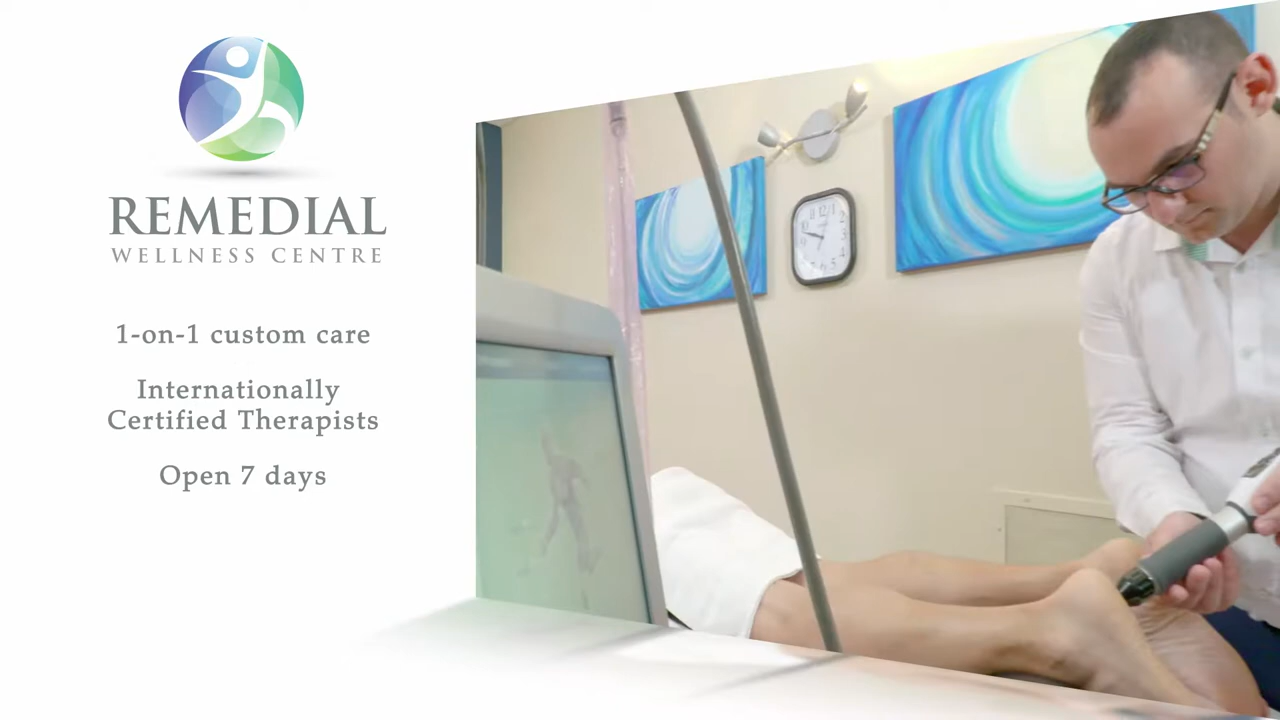 REMEDIAL
WELLNESS CENTRE
1-on-1 custom care
Internationally
Certified Therapists
Open 7 days